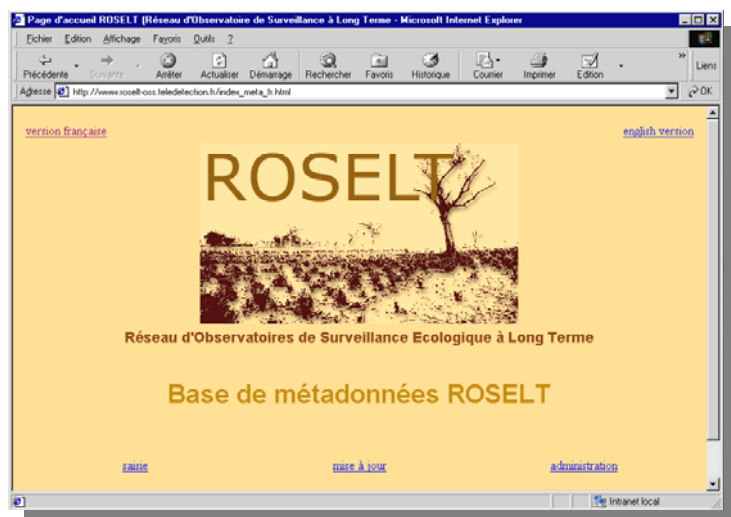 Page d'accueil ROSELT (Réseau d'Observatoire de Surveillance à Long Terme - Microsoft Internet Explorer
Fichier Edition Affichage Favoris Outils ?
Précédente Suivante Arrêter Actualiser Démarrage Rechercher Favoris Historique Courrier Imprimer Edition » Liens
Adresse http://www.roselt-oss.teledetection.fr/index_meta_fr.html OK
version française english version
ROSELT
Réseau d'Observatoires de Surveillance Ecologique à Long Terme
Base de métadonnées ROSELT
saisie mise à jour administration
Intranet local